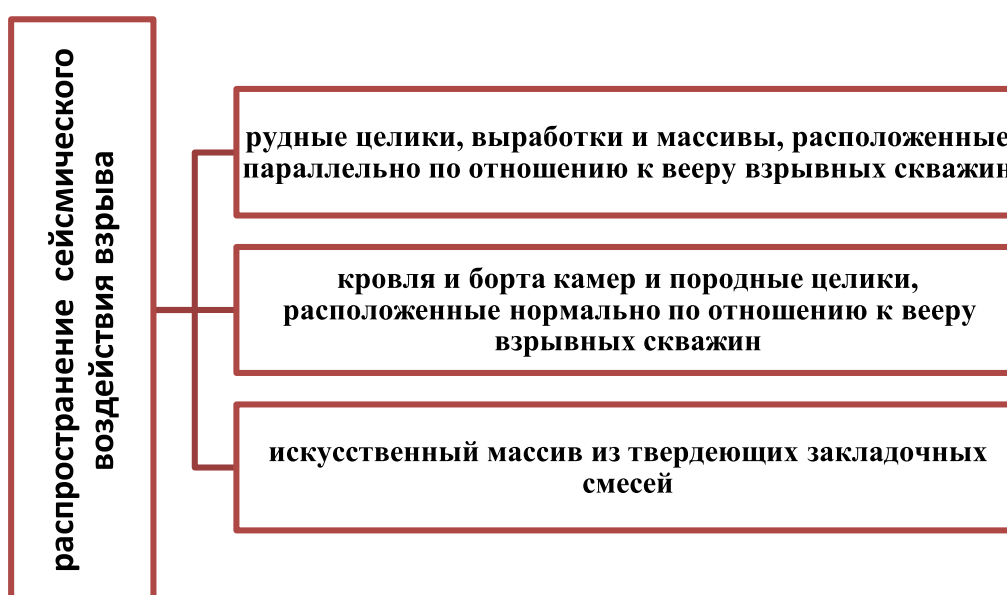 распространение сейсмического
воздействия взрыва
рудные целики, выработки и массивы, расположенные
параллельно по отношению к вееру взрывных скважин
кровля и борта камер и породные целики,
расположенные нормально по отношению к вееру
взрывных скважин
искусственный массив из твердеющих закладочных
смесей